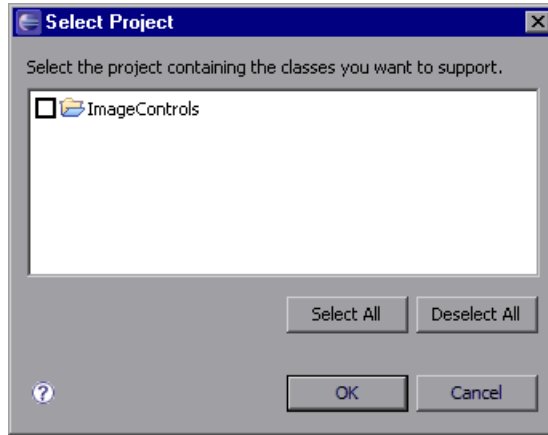 Select Project
Select the project containing the classes you want to support.
ImageControls
Select All Deselect All
? OK Cancel